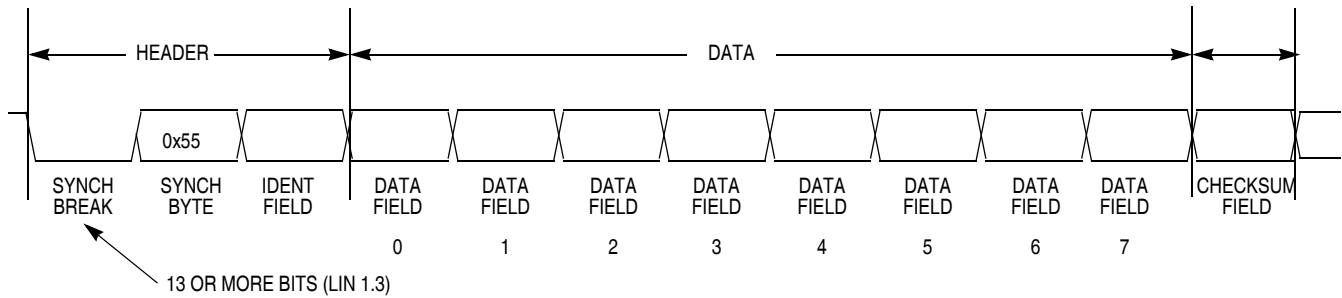 HEADER
DATA
0x55
SYNCH BREAK
SYNCH BYTE
IDENT FIELD
DATA FIELD 0
DATA FIELD 1
DATA FIELD 2
DATA FIELD 3
DATA FIELD 4
DATA FIELD 5
DATA FIELD 6
DATA FIELD 7
CHECKSUM FIELD
13 OR MORE BITS (LIN 1.3)